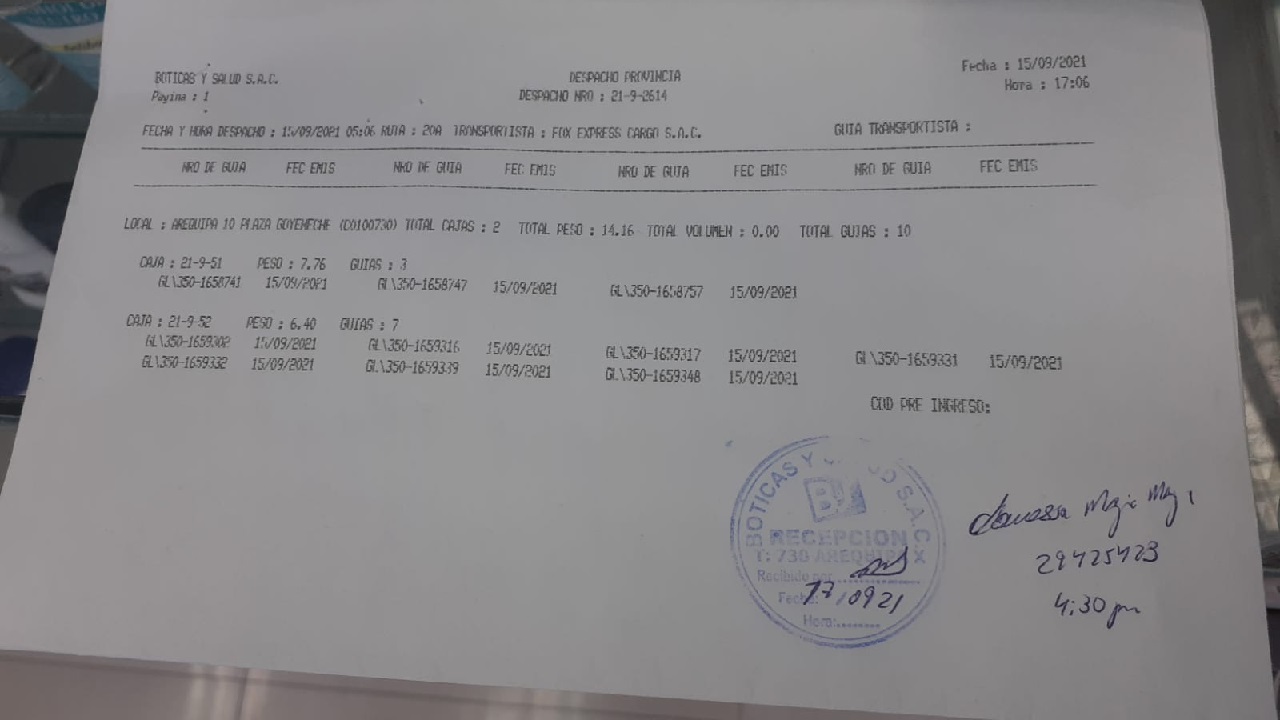 BOTICAS Y SALUD S.A.C. DESPACHO PROVINCIA Fecha : 15/09/2021
Pagina : 1 DESPACHO NRO : 21-9-2614 Hora : 17:06
FECHA Y HORA DESPACHO : 15/09/2021 05:06 RUTA : 20A TRANSPORTISTA : FOX EXPRESS CARGO S.A.C. GUIA TRANSPORTISTA :
NRO DE GUIA FEC EMIS NRO DE GUIA FEC EMIS NRO DE GUIA FEC EMIS NRO DE GUIA FEC EMIS
LOCAL : AREQUIPA 10 PLAZA GOYENECHE (C0100730) TOTAL CAJAS : 2 TOTAL PESO : 14.16 TOTAL VOLUMEN : 0.00 TOTAL GUIAS : 10
CAJA : 21-9-51 PESO : 7.76 GUIAS : 3
GL\350-1658741 15/09/2021 GL\350-1658747 15/09/2021 GL\350-1658757 15/09/2021
CAJA : 21-9-52 PESO : 6.40 GUIAS : 7
GL\350-1659302 15/09/2021 GL\350-1659316 15/09/2021 GL\350-1659317 15/09/2021 GL\350-1659331 15/09/2021
GL\350-1659332 15/09/2021 GL\350-1659339 15/09/2021 GL\350-1659348 15/09/2021
COD PRE INGRESO:
BOTICAS Y S.A.C
RECEPCION
T: 730 AREQUIPA
Recibido por
Fecha: 17/0921
Hora:........
29425423
4:30 pm